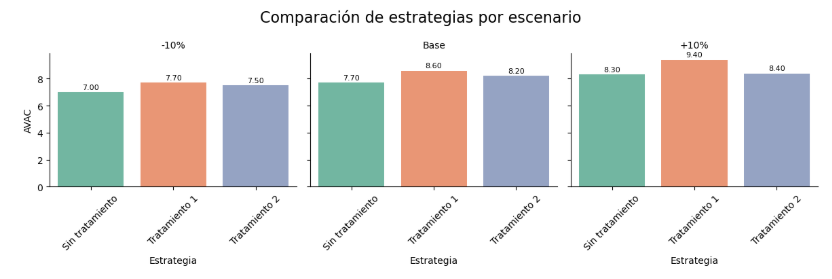 Comparación de estrategias por escenario
-10%
Base
+10%
AVAC
8
6
4
2
0
7.00
7.70
7.50
7.70
8.60
8.20
8.30
9.40
8.40
Sin tratamiento
Tratamiento 1
Tratamiento 2
Sin tratamiento
Tratamiento 1
Tratamiento 2
Sin tratamiento
Tratamiento 1
Tratamiento 2
Estrategia
Estrategia
Estrategia